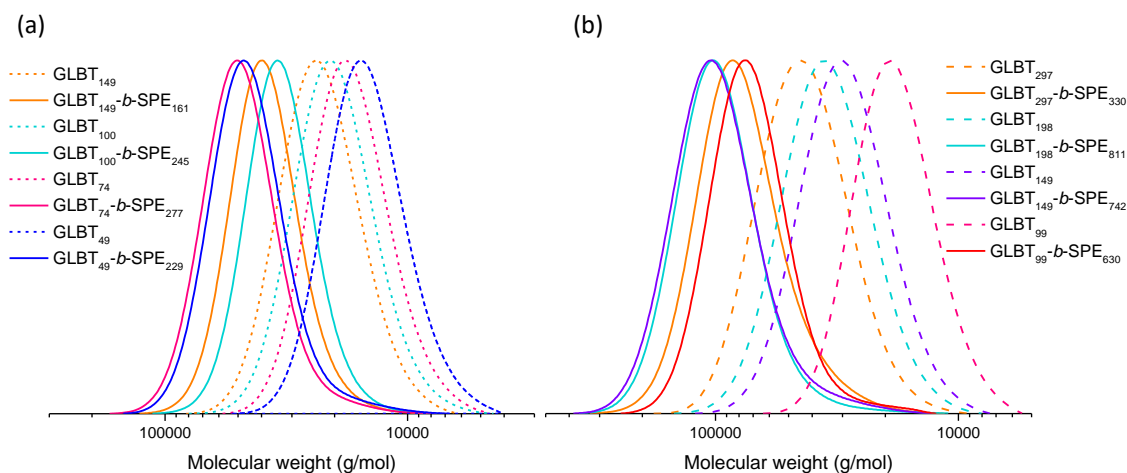 (a)
GLBT149
GLBT149-b-SPE161
GLBT100
GLBT100-b-SPE245
GLBT74
GLBT74-b-SPE277
GLBT49
GLBT49-b-SPE229
100000
10000
Molecular weight (g/mol)
(b)
GLBT297
GLBT297-b-SPE330
GLBT198
GLBT198-b-SPE811
GLBT149
GLBT149-b-SPE742
GLBT99
GLBT99-b-SPE630
100000
10000
Molecular weight (g/mol)